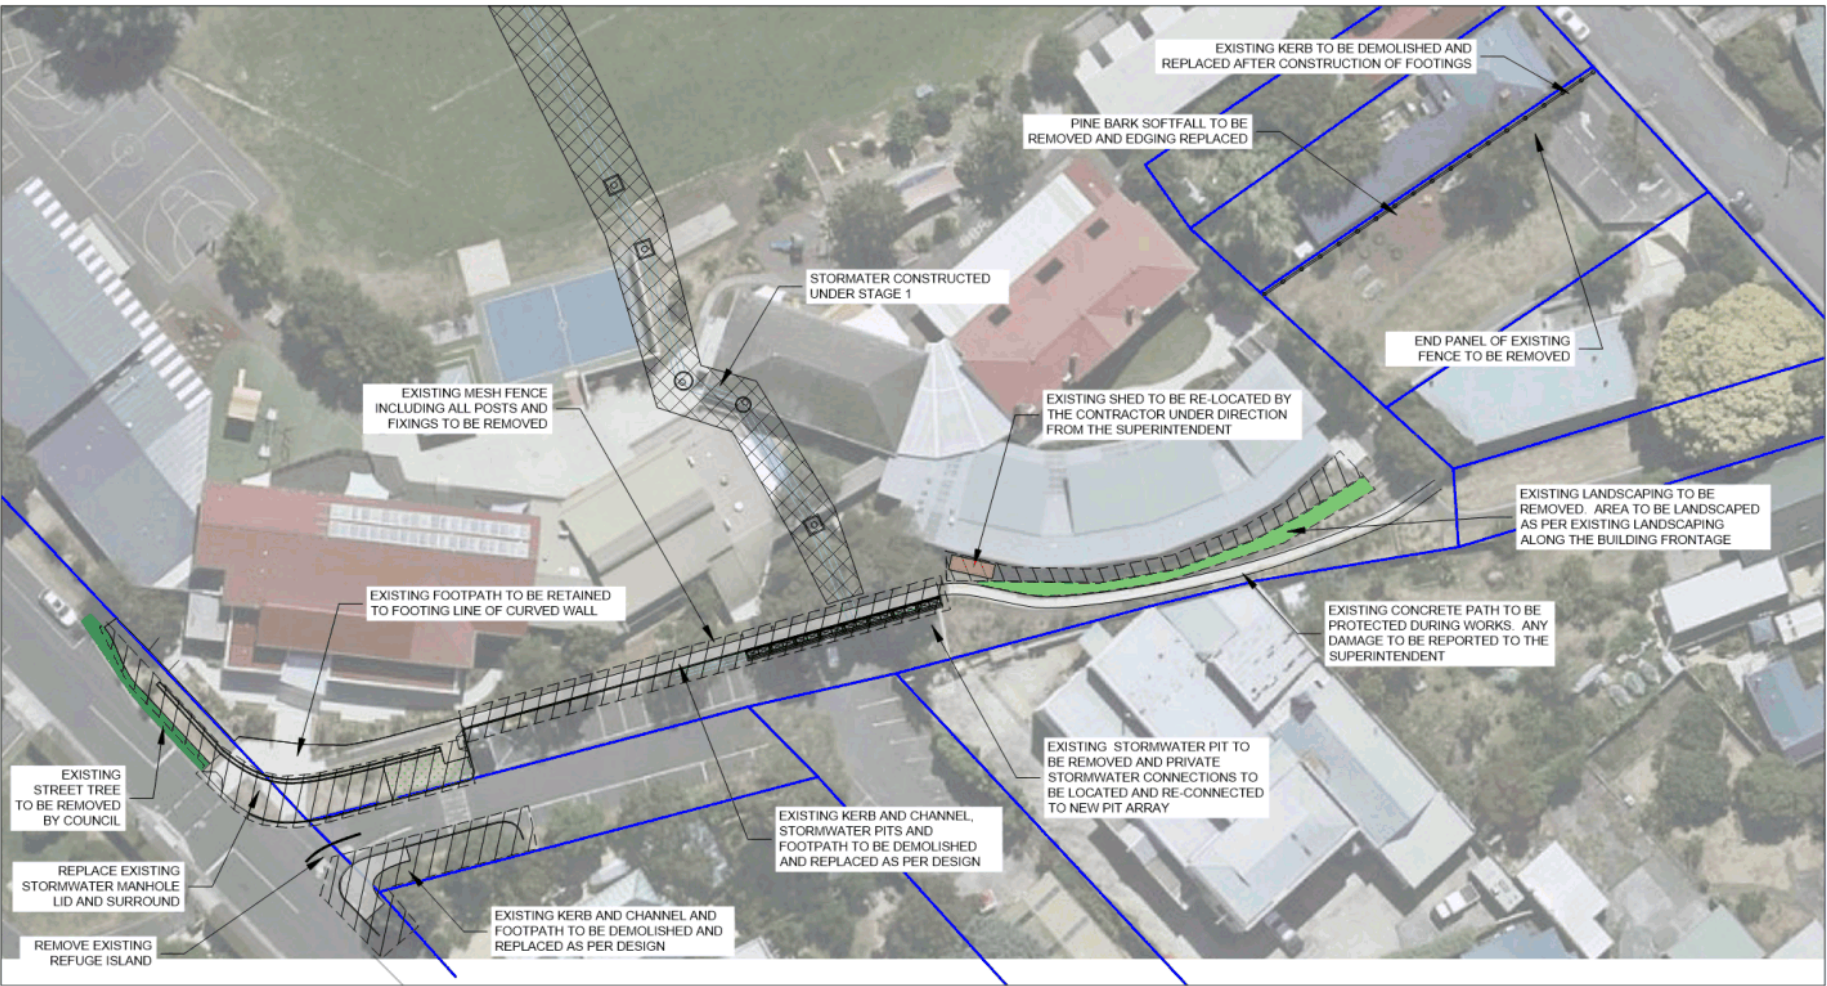 EXISTING KERB TO BE DEMOLISHED AND
REPLACED AFTER CONSTRUCTION OF FOOTINGS
PINE BARK SOFTFALL TO BE
REMOVED AND EDGING REPLACED
STORMATER CONSTRUCTED
UNDER STAGE 1
END PANEL OF EXISTING
FENCE TO BE REMOVED
EXISTING MESH FENCE
INCLUDING ALL POSTS AND
FIXINGS TO BE REMOVED
EXISTING SHED TO BE RE-LOCATED BY
THE CONTRACTOR UNDER DIRECTION
FROM THE SUPERINTENDENT
EXISTING LANDSCAPING TO BE
REMOVED. AREA TO BE LANDSCAPED
AS PER EXISTING LANDSCAPING
ALONG THE BUILDING FRONTAGE
EXISTING FOOTPATH TO BE RETAINED
TO FOOTING LINE OF CURVED WALL
EXISTING CONCRETE PATH TO BE
PROTECTED DURING WORKS. ANY
DAMAGE TO BE REPORTED TO THE
SUPERINTENDENT
EXISTING STORMWATER PIT TO
BE REMOVED AND PRIVATE
STORMWATER CONNECTIONS TO
BE LOCATED AND RE-CONNECTED
TO NEW PIT ARRAY
EXISTING
STREET TREE
TO BE REMOVED
BY COUNCIL
EXISTING KERB AND CHANNEL,
STORMWATER PITS AND
FOOTPATH TO BE DEMOLISHED
AND REPLACED AS PER DESIGN
REPLACE EXISTING
STORMWATER MANHOLE
LID AND SURROUND
EXISTING KERB AND CHANNEL AND
FOOTPATH TO BE DEMOLISHED AND
REPLACED AS PER DESIGN
REMOVE EXISTING
REFUGE ISLAND